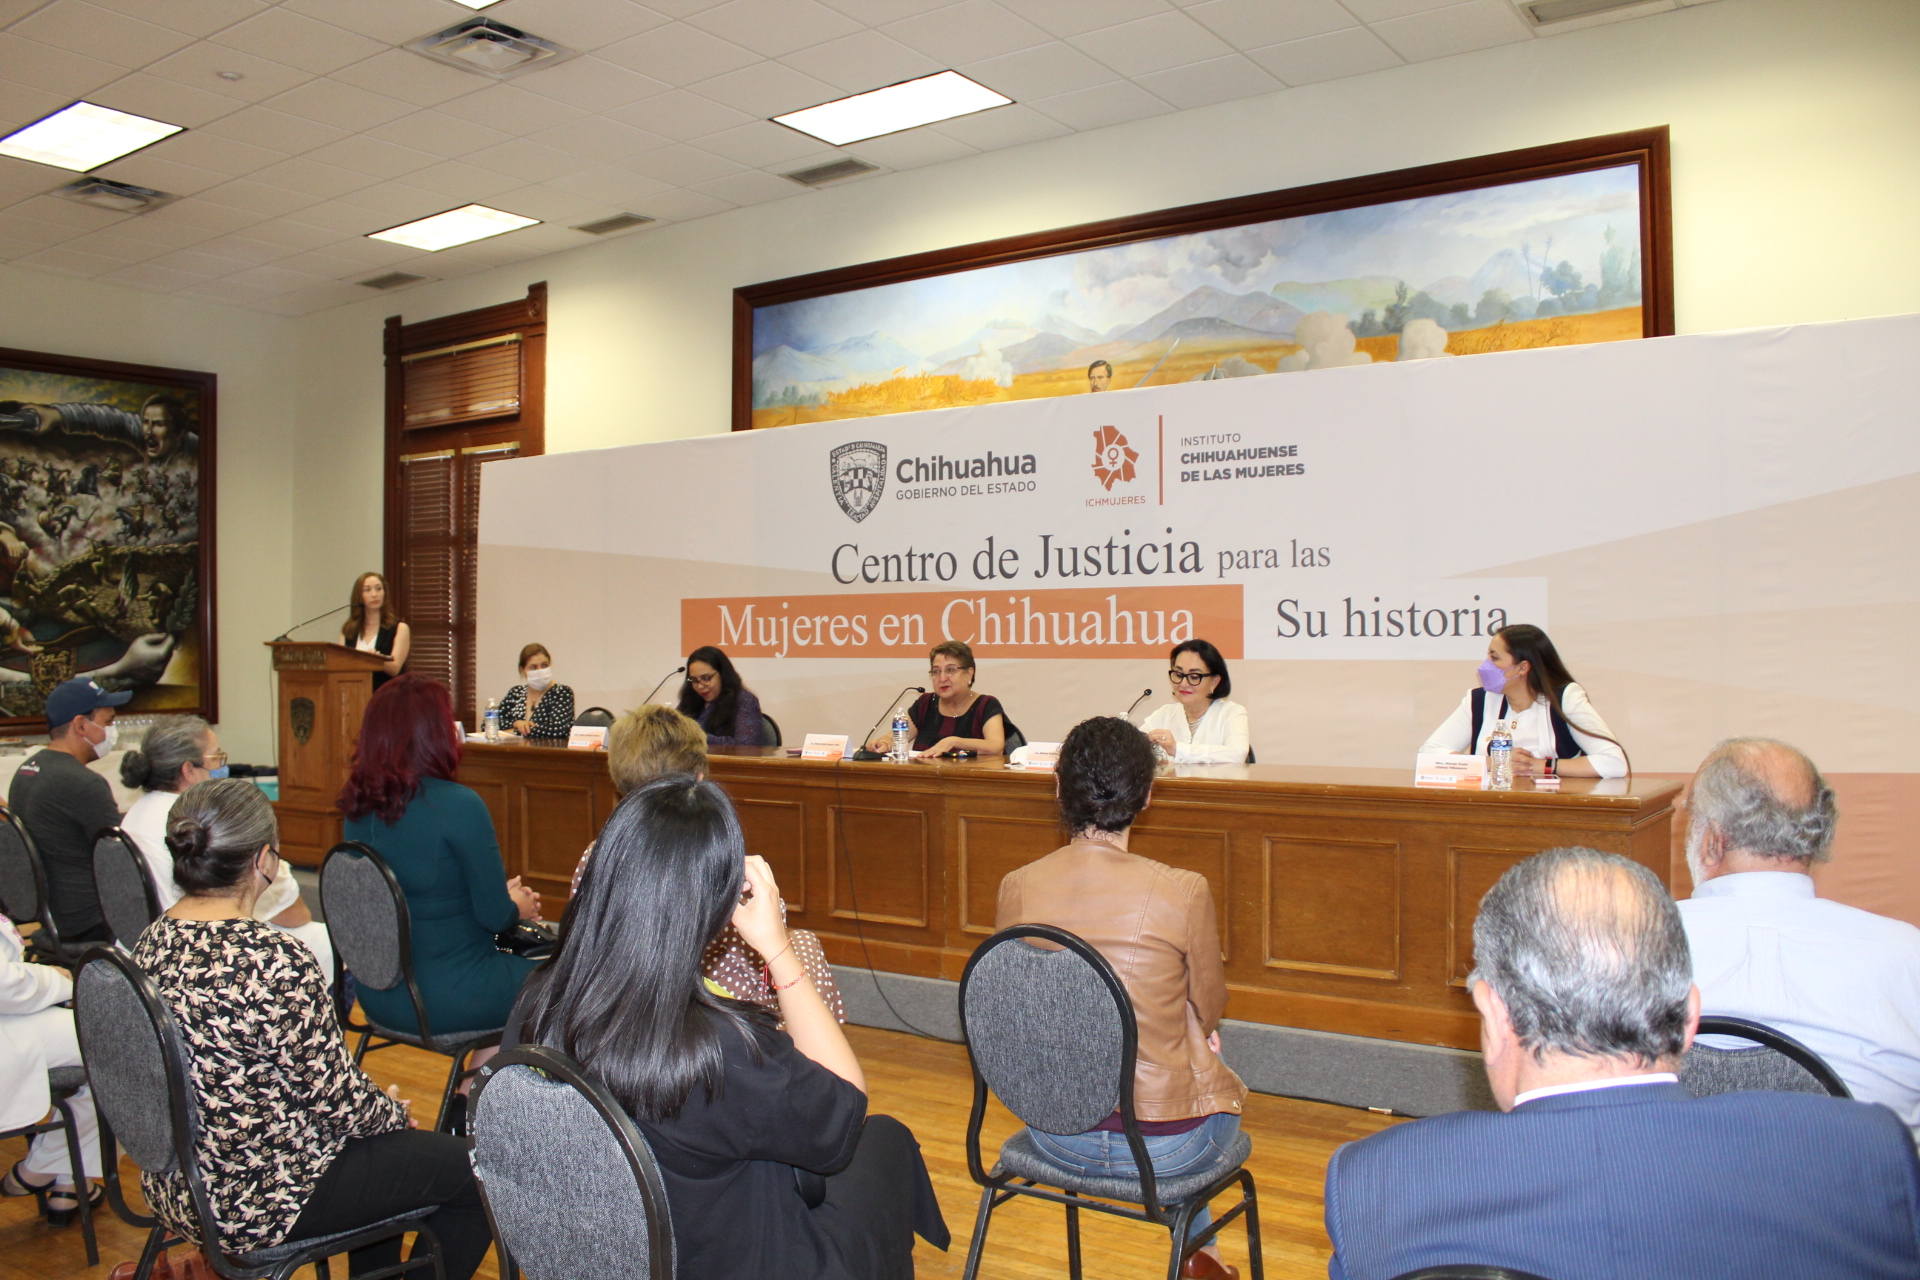 Chihuahua
GOBIERNO DEL ESTADO
ICHMUJERES
INSTITUTO
CHIHUAHUENSE
DE LAS MUJERES
Centro de Justicia para las
Mujeres en Chihuahua
Su historia